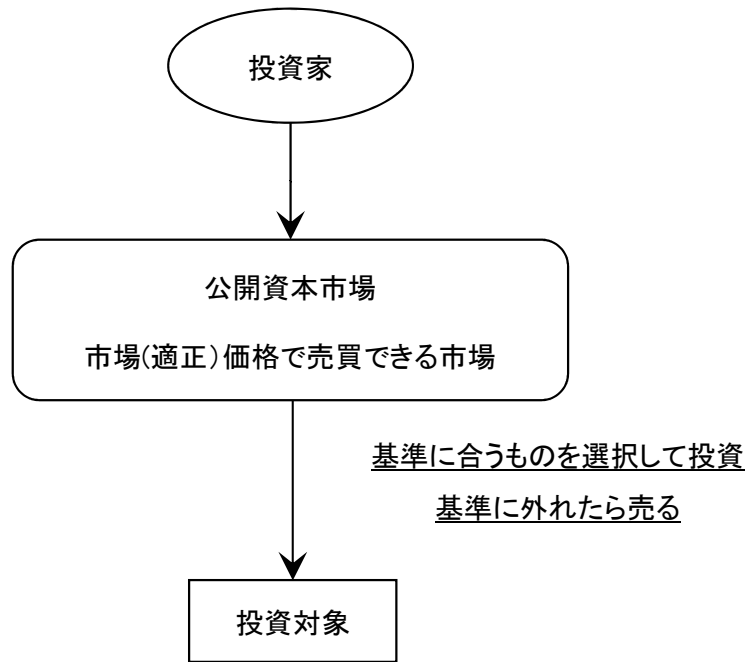 投資家
公開資本市場
市場(適正)価格で売買できる市場
基準に合うものを選択して投資
基準に外れたら売る
投資対象